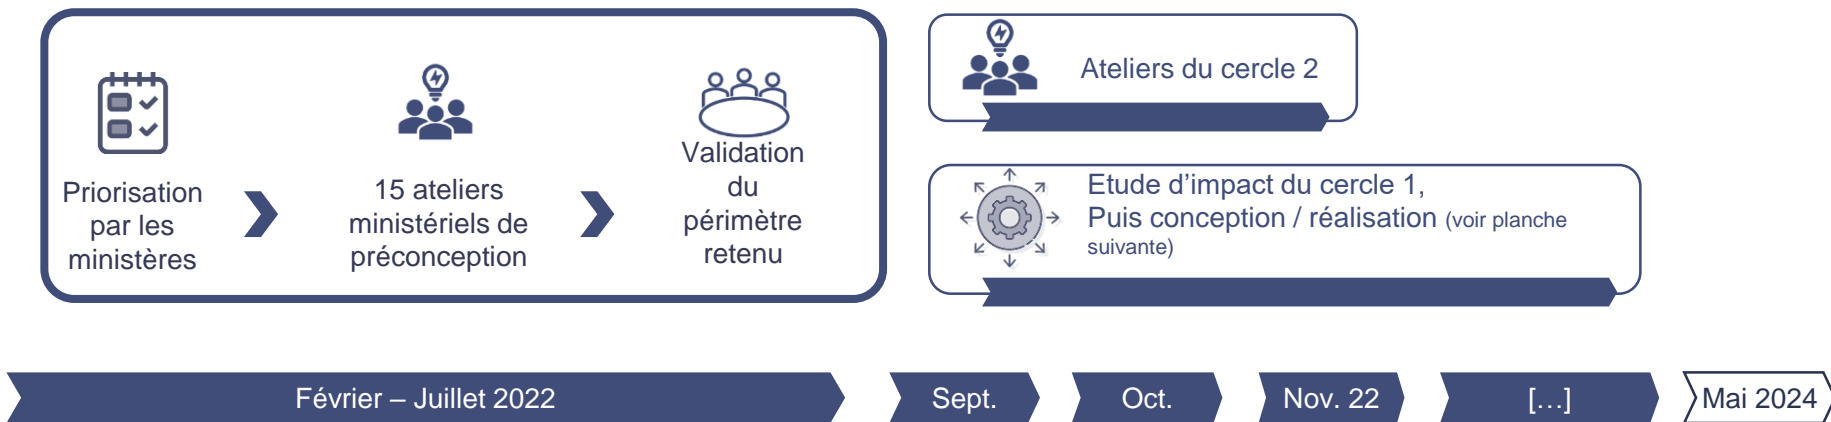 Priorisation
par les
ministères
15 ateliers
ministériels de
préconception
Validation
du
périmètre
retenu
Ateliers du cercle 2
Etude d’impact du cercle 1,
Puis conception / réalisation (voir planche
suivante)
Février – Juillet 2022
Sept.
Oct.
Nov. 22
[…]
Mai 2024